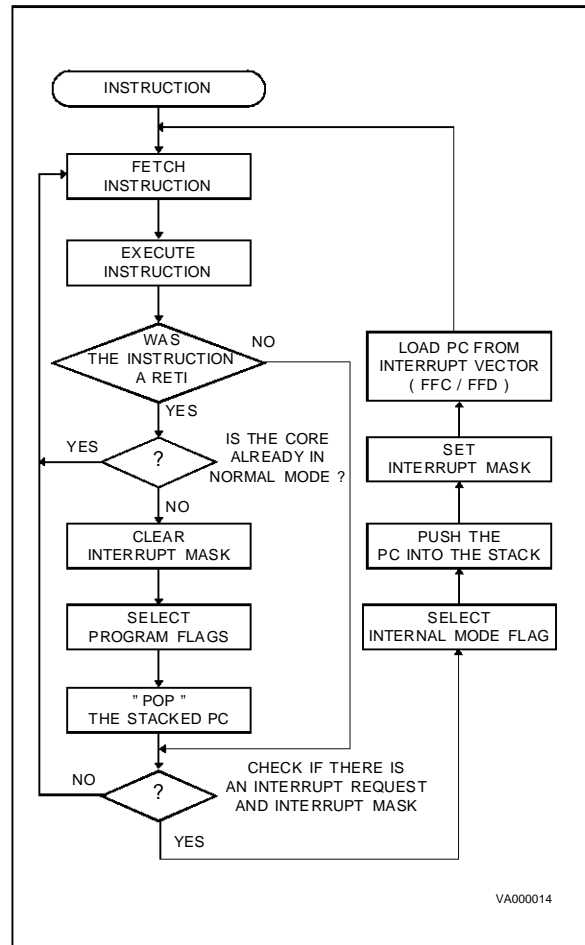 INSTRUCTION
FETCH
INSTRUCTION
EXECUTE
INSTRUCTION
WAS
THE INSTRUCTION
A RETI
NO
YES
?
YES
IS THE CORE
ALREADY IN
NORMAL MODE ?
NO
CLEAR
INTERRUPT MASK
SELECT
PROGRAM FLAGS
" POP "
THE STACKED PC
?
NO
CHECK IF THERE IS
AN INTERRUPT REQUEST
AND INTERRUPT MASK
YES
LOAD PC FROM
INTERRUPT VECTOR
( FFC / FFD )
SET
INTERRUPT MASK
PUSH THE
PC INTO THE STACK
SELECT
INTERNAL MODE FLAG
VA000014